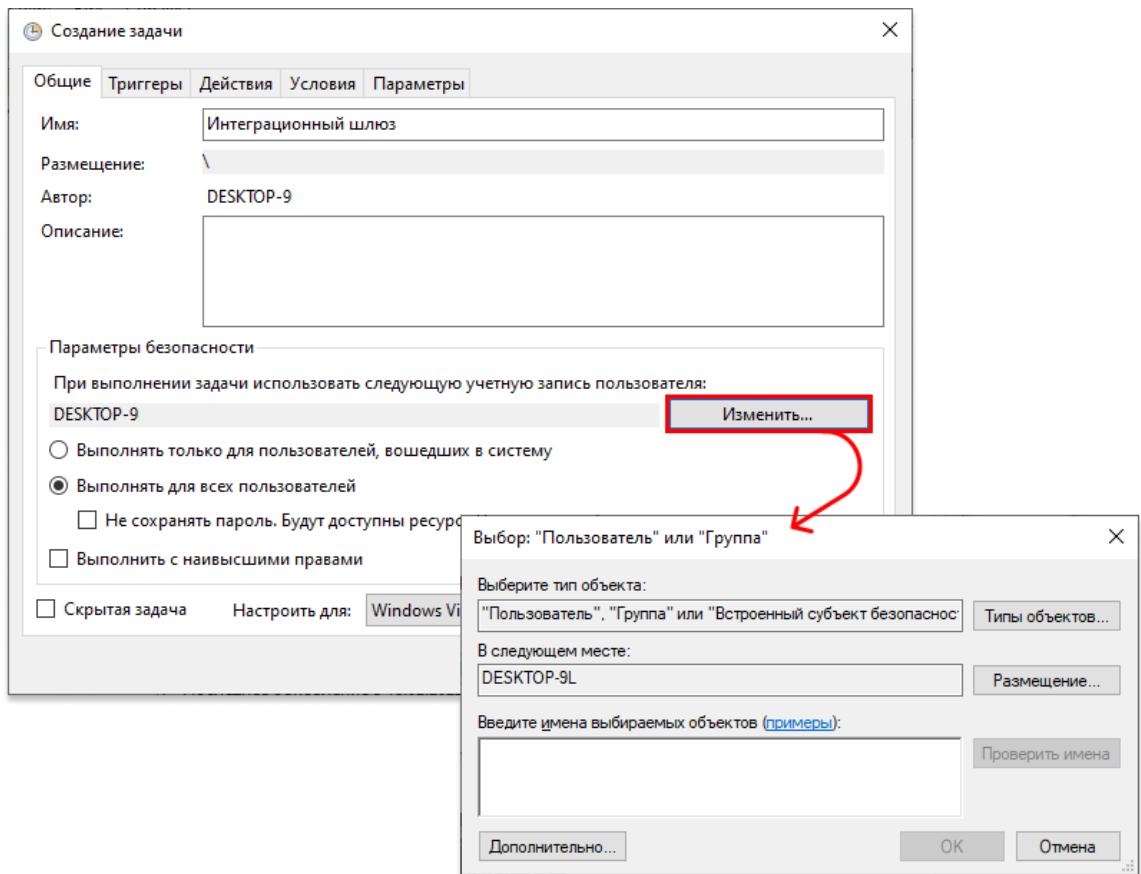 Создание задачи
Общие Триггеры Действия Условия Параметры
Имя: Интеграционный шлюз
Размещение: \
Автор: DESKTOP-9
Описание:
Параметры безопасности
При выполнении задачи использовать следующую учетную запись пользователя:
DESKTOP-9 Изменить...
Выполнять только для пользователей, вошедших в систему
Выполнять для всех пользователей
Не сохранять пароль. Будут доступны ресурс
Выполнить с наивысшими правами
Скрытая задача Настроить для: Windows Vi
Выбор: "Пользователь" или "Группа"
Выберите тип объекта:
"Пользователь", "Группа" или "Встроенный субъект безопаснос Типы объектов...
В следующем месте:
DESKTOP-9L Размещение...
Введите имена выбираемых объектов (примеры):
Проверить имена
Дополнительно... OK Отмена